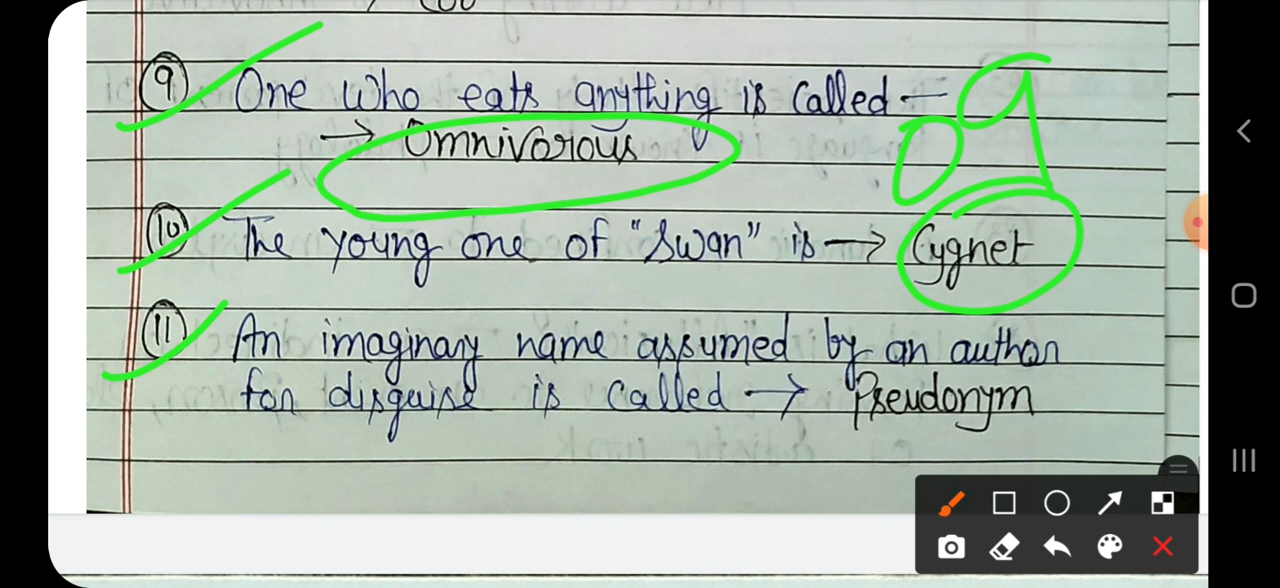 ⑨ One who eats anything is called –
→ Omnivorous
⑩ The young one of "Swan" is → Cygnet
⑪ An imaginary name assumed by an author
for disguise is called → Pseudonym